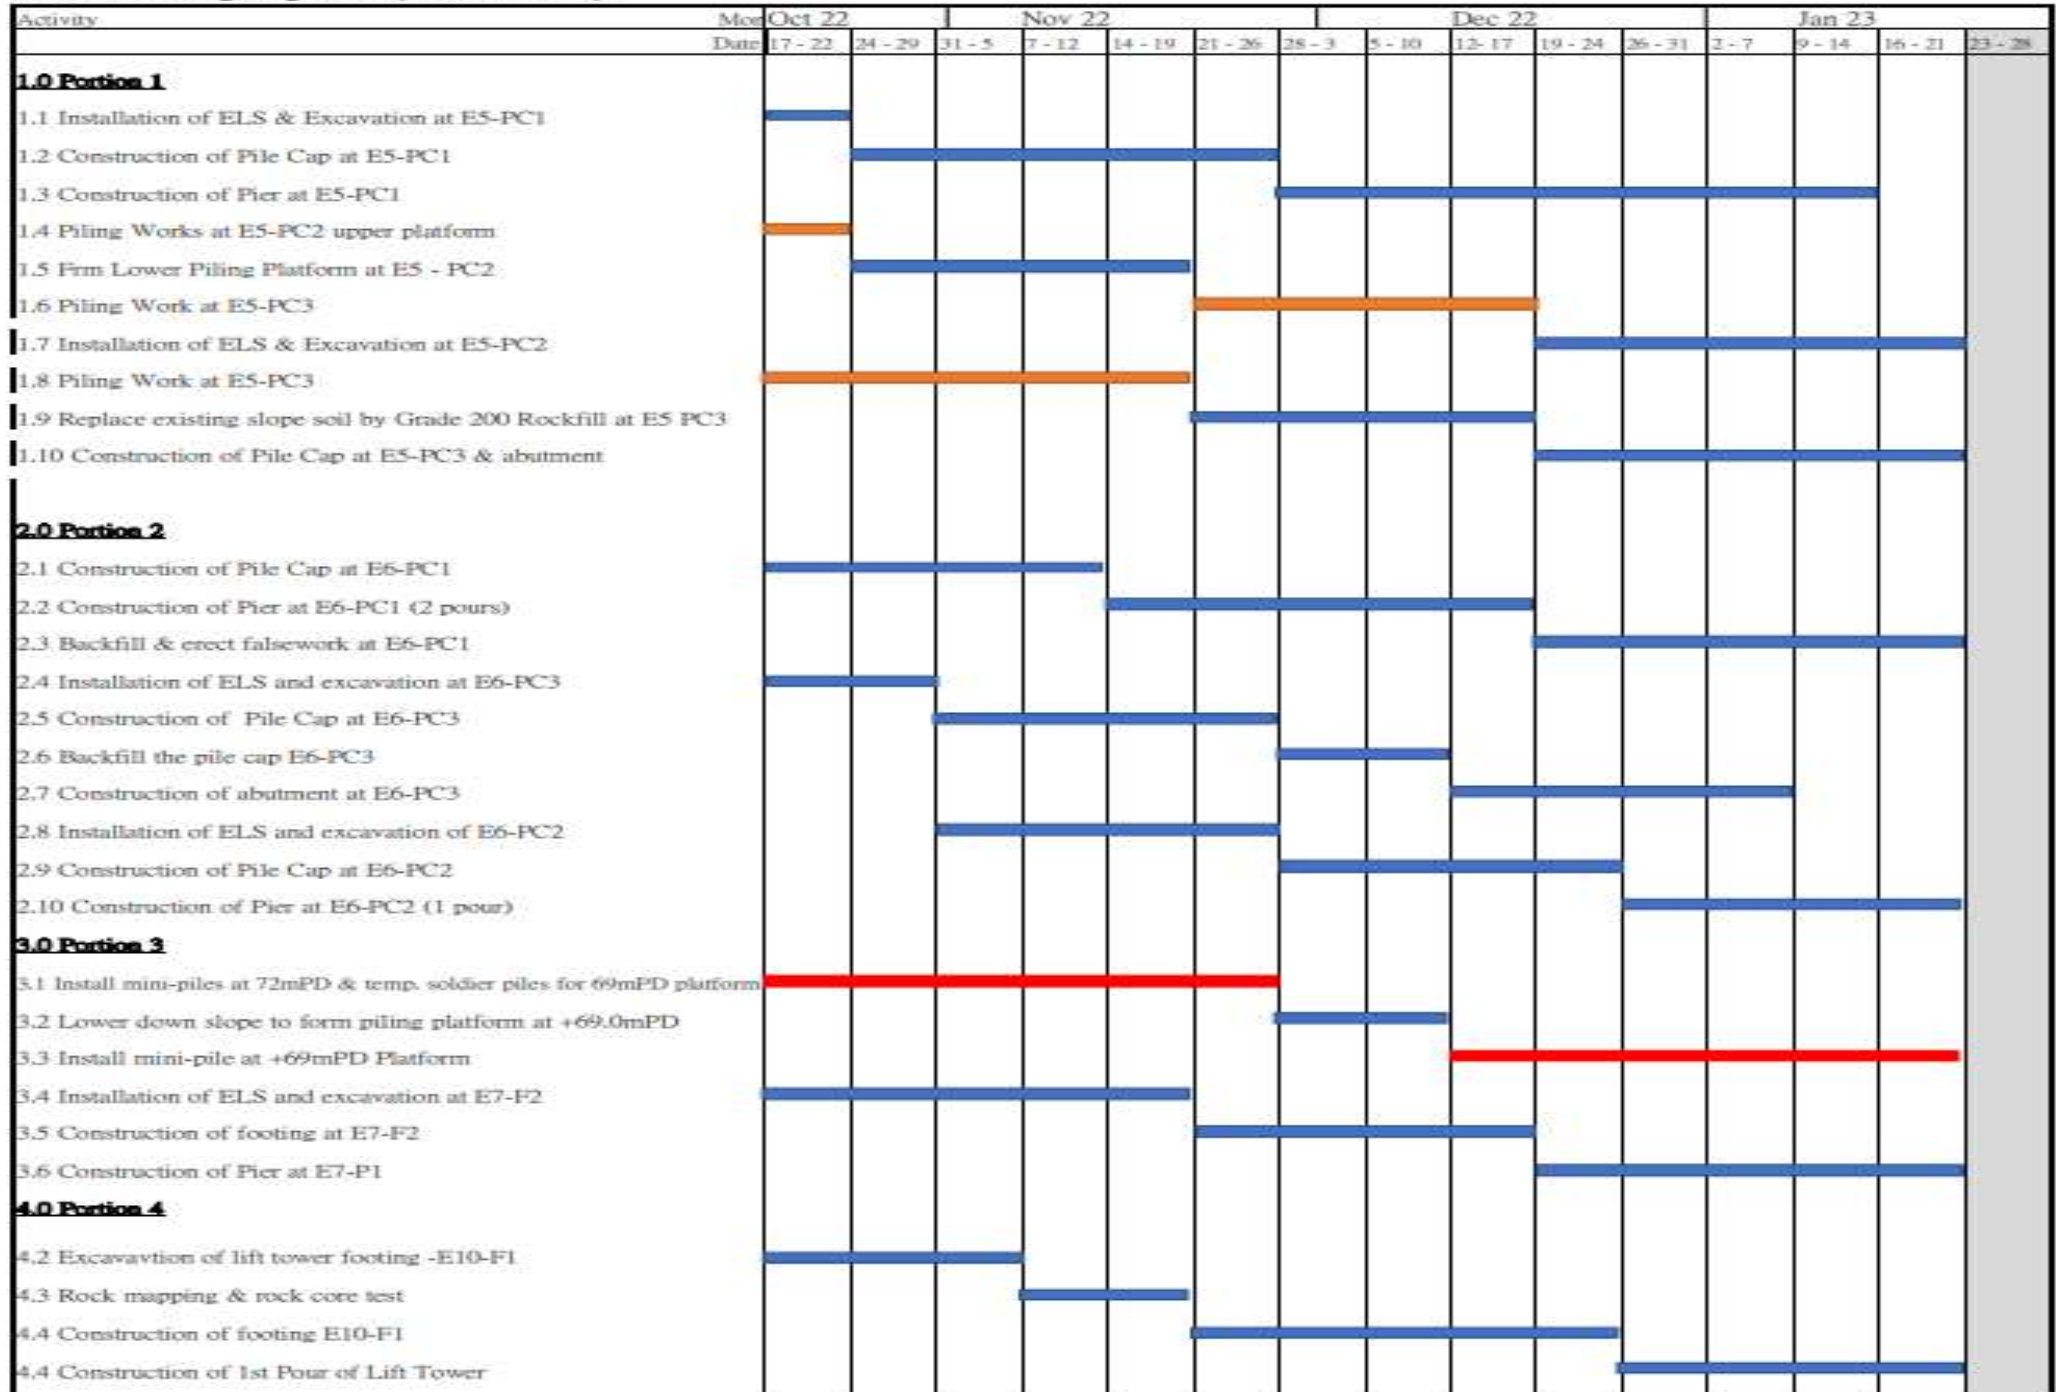 Activity Mor Oct 22 Nov 22 Dec 22 Jan 23
Date 17 - 22 24 - 29 31 - 5 7 - 12 14 - 19 21 - 26 28 - 3 5 - 10 12- 17 19 - 24 26 - 31 2 - 7 9 - 14 16 - 21 23 - 28
1.0 Portion 1
1.1 Installation of ELS & Excavation at E5-PC1
1.2 Construction of Pile Cap at E5-PC1
1.3 Construction of Pier at E5-PC1
1.4 Piling Works at E5-PC2 upper platform
1.5 Frm Lower Piling Platform at E5 - PC2
1.6 Piling Work at E5-PC3
1.7 Installation of ELS & Excavation at E5-PC2
1.8 Piling Work at E5-PC3
1.9 Replace existing slope soil by Grade 200 Rockfill at E5 PC3
1.10 Construction of Pile Cap at E5-PC3 & abutment
2.0 Portion 2
2.1 Construction of Pile Cap at E6-PC1
2.2 Construction of Pier at E6-PC1 (2 pours)
2.3 Backfill & erect falsework at E6-PC1
2.4 Installation of ELS and excavation at E6-PC3
2.5 Construction of Pile Cap at E6-PC3
2.6 Backfill the pile cap E6-PC3
2.7 Construction of abutment at E6-PC3
2.8 Installation of ELS and excavation of E6-PC2
2.9 Construction of Pile Cap at E6-PC2
2.10 Construction of Pier at E6-PC2 (1 pour)
3.0 Portion 3
3.1 Install mini-piles at 72mPD & temp. soldier piles for 69mPD platform
3.2 Lower down slope to form piling platform at +69.0mPD
3.3 Install mini-pile at +69mPD Platform
3.4 Installation of ELS and excavation at E7-F2
3.5 Construction of footing at E7-F2
3.6 Construction of Pier at E7-P1
4.0 Portion 4
4.2 Excavavtion of lift tower footing -E10-F1
4.3 Rock mapping & rock core test
4.4 Construction of footing E10-F1
4.4 Construction of 1st Pour of Lift Tower